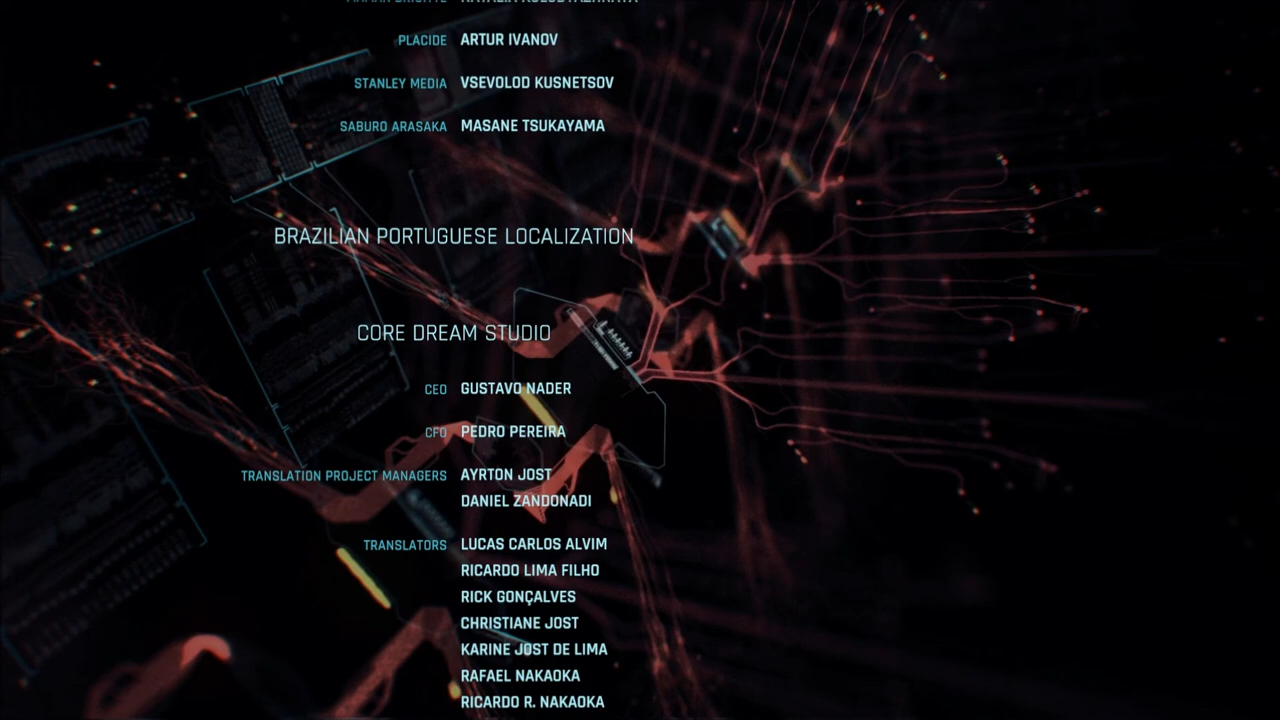 PLACIDE ARTUR IVANOV
STANLEY MEDIA VSEVOLOD KUSNETSOV
SABURO ARASAKA MASANE TSUKAYAMA
BRAZILIAN PORTUGUESE LOCALIZATION
CORE DREAM STUDIO
CEO GUSTAVO NADER
CFO PEDRO PEREIRA
TRANSLATION PROJECT MANAGERS AYRTON JOST
DANIEL ZANDONADI
TRANSLATORS LUCAS CARLOS ALVIM
RICARDO LIMA FILHO
RICK GONÇALVES
CHRISTIANE JOST
KARINE JOST DE LIMA
RAFAEL NAKAOKA
RICARDO R. NAKAOKA